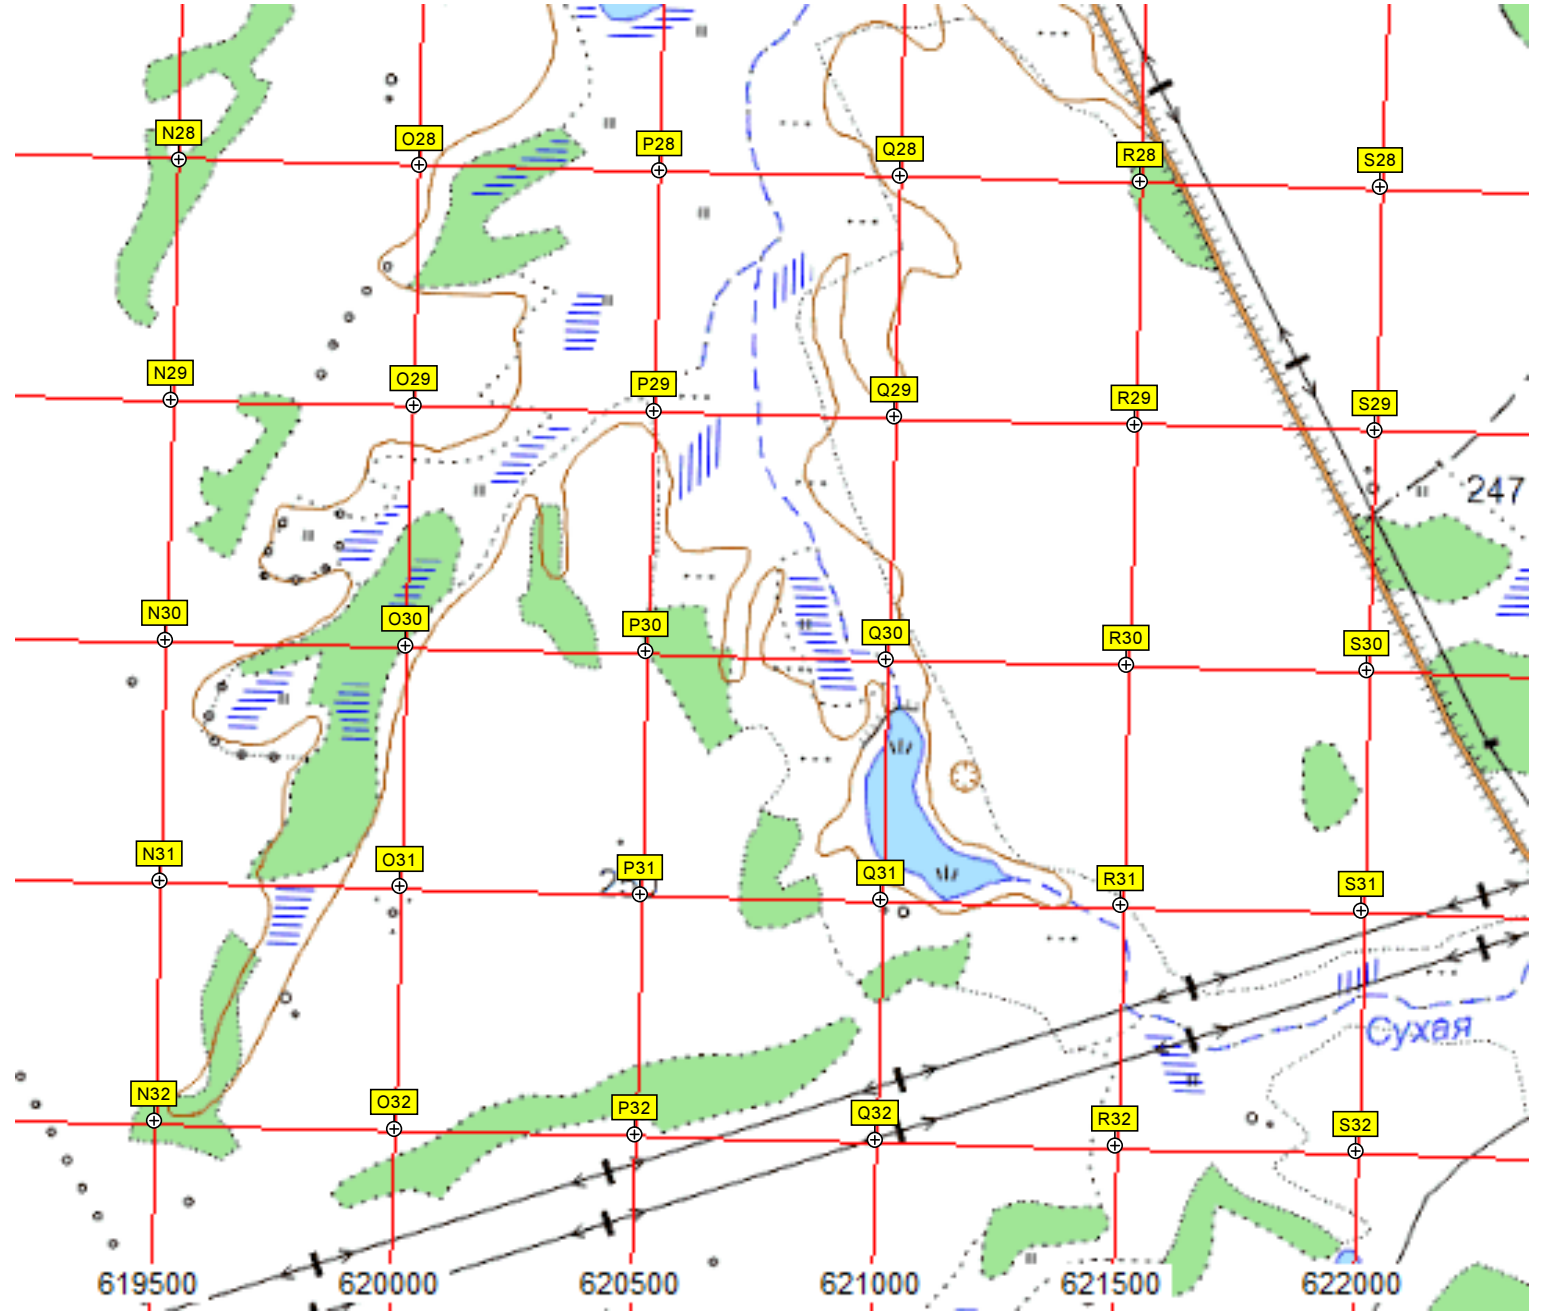 N28 O28 P28 Q28 R28 S28
N29 O29 P29 Q29 R29 S29
247
N30 O30 P30 Q30 R30 S30
N31 O31 P31 Q31 R31 S31
Сухая
N32 O32 P32 Q32 R32 S32
619500 620000 620500 621000 621500 622000